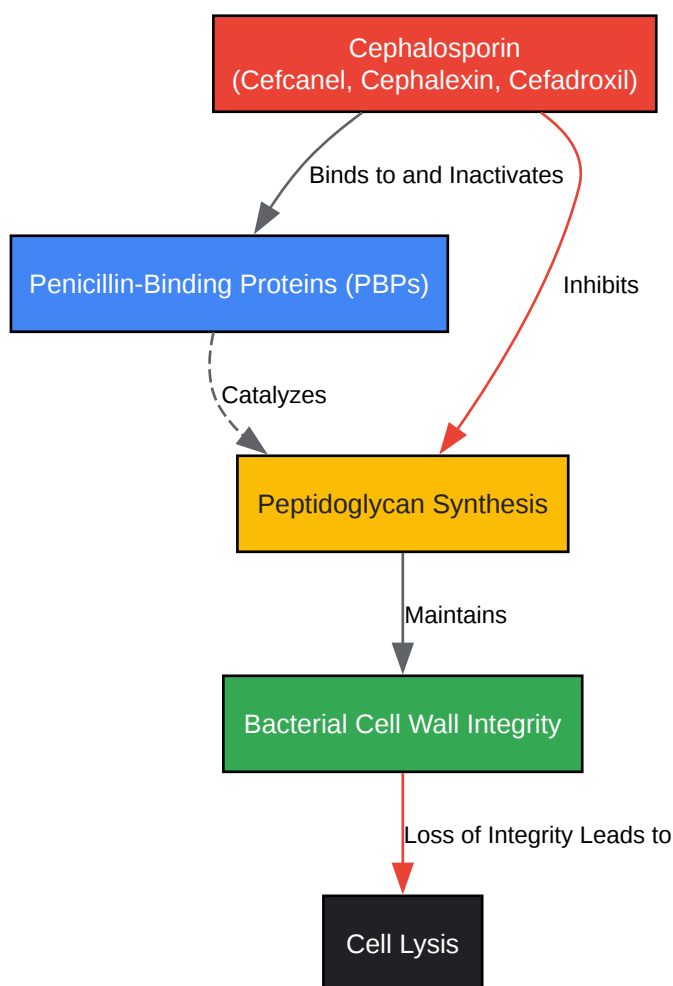 Cephalosporin
(Cefcanel, Cephalexin, Cefadroxil)
Binds to and Inactivates
Penicillin-Binding Proteins (PBPs)
Inhibits
Catalyzes
Peptidoglycan Synthesis
Maintains
Bacterial Cell Wall Integrity
Loss of Integrity Leads to
Cell Lysis